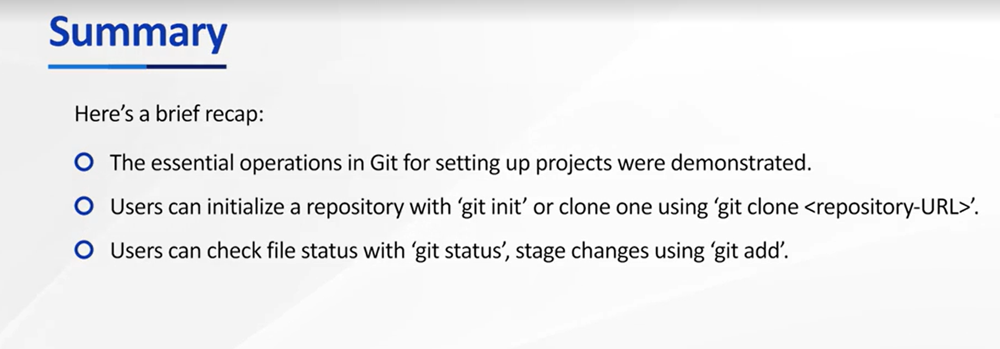 Summary
Here’s a brief recap:
The essential operations in Git for setting up projects were demonstrated.
Users can initialize a repository with ‘git init’ or clone one using ‘git clone <repository-URL>’.
Users can check file status with ‘git status’, stage changes using ‘git add’.